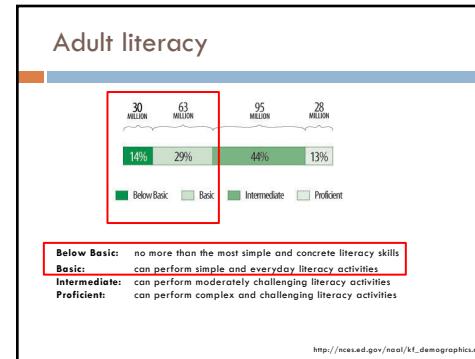 Adult literacy
30 63 95 28
MILLION MILLION MILLION MILLION
14% 29% 44% 13%
Below Basic Basic Intermediate Proficient
Below Basic: no more than the most simple and concrete literacy skills
Basic: can perform simple and everyday literacy activities
Intermediate: can perform moderately challenging literacy activities
Proficient: can perform complex and challenging literacy activities
http://nces.ed.gov/naal/kf_demographics.